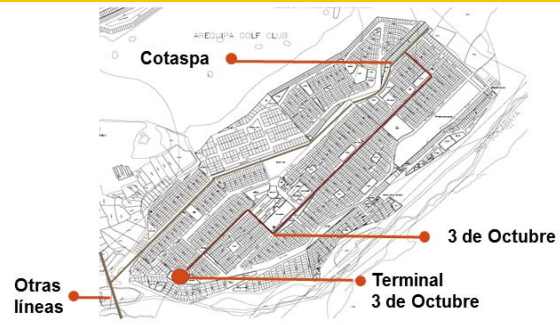 AREQUIPA GOLF CLUB
Cotaspa
3 de Octubre
Terminal
3 de Octubre
Otras
líneas